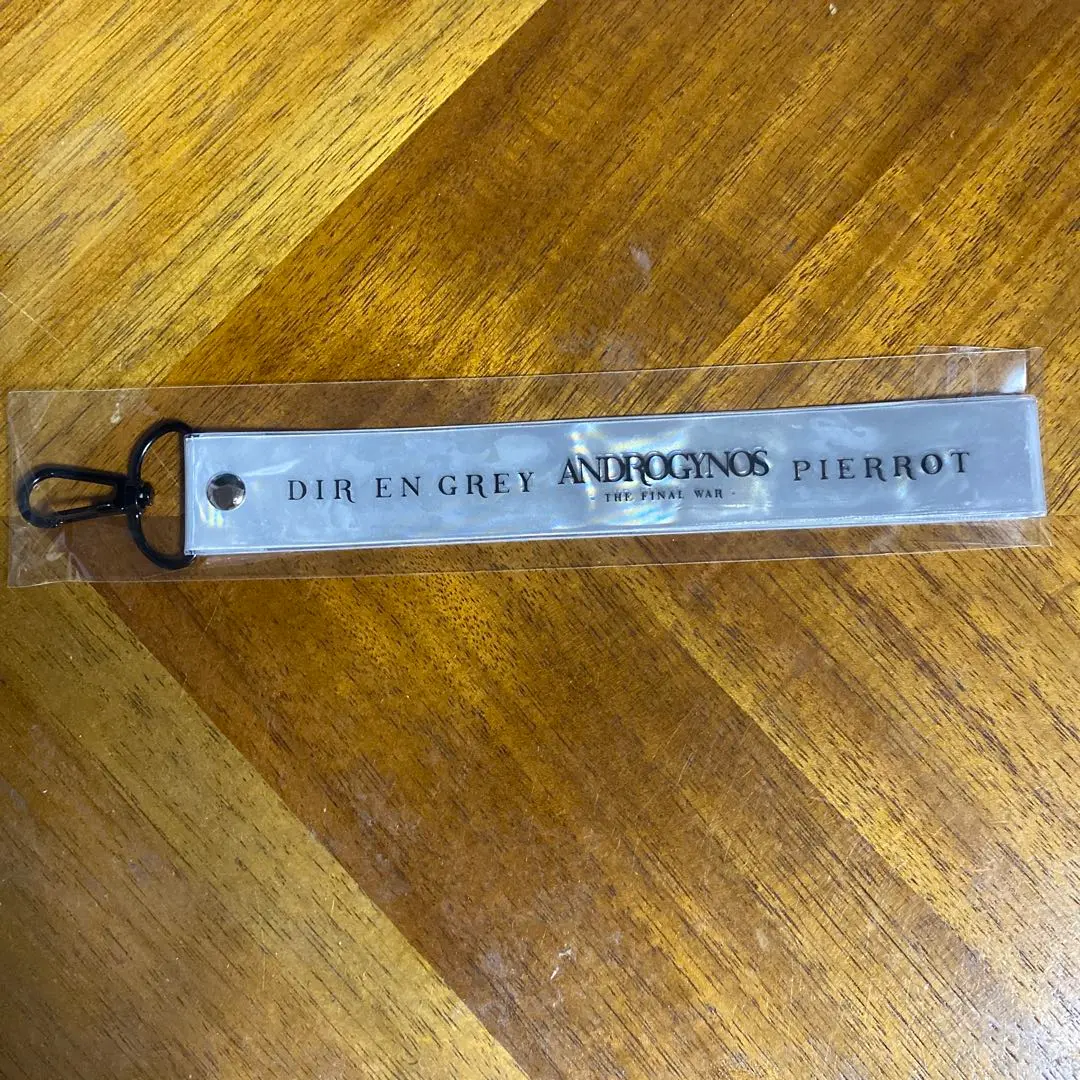 DIR EN GREY ANDROGYNOS PIERROT
- THE FINAL WAR -